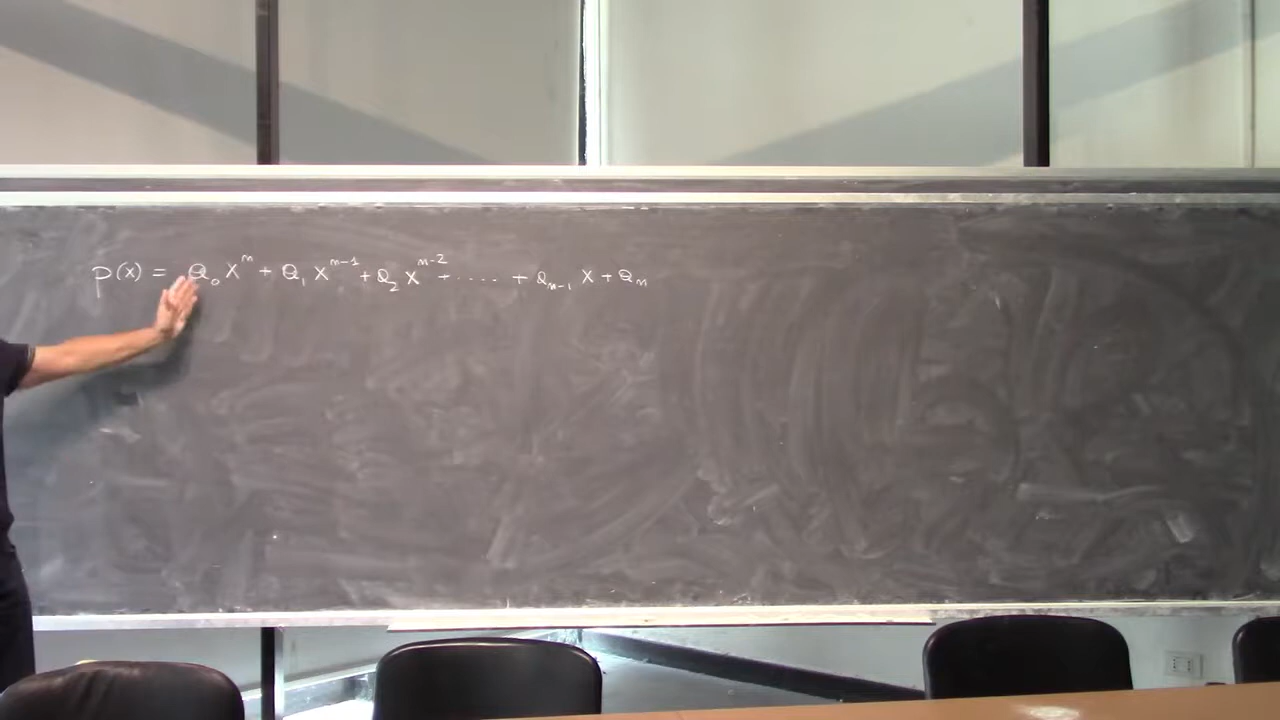 p(x) = a₀ xⁿ + a₁ xⁿ⁻¹ + a₂ xⁿ⁻² + ..... + aₙ₋₁ x + aₙ